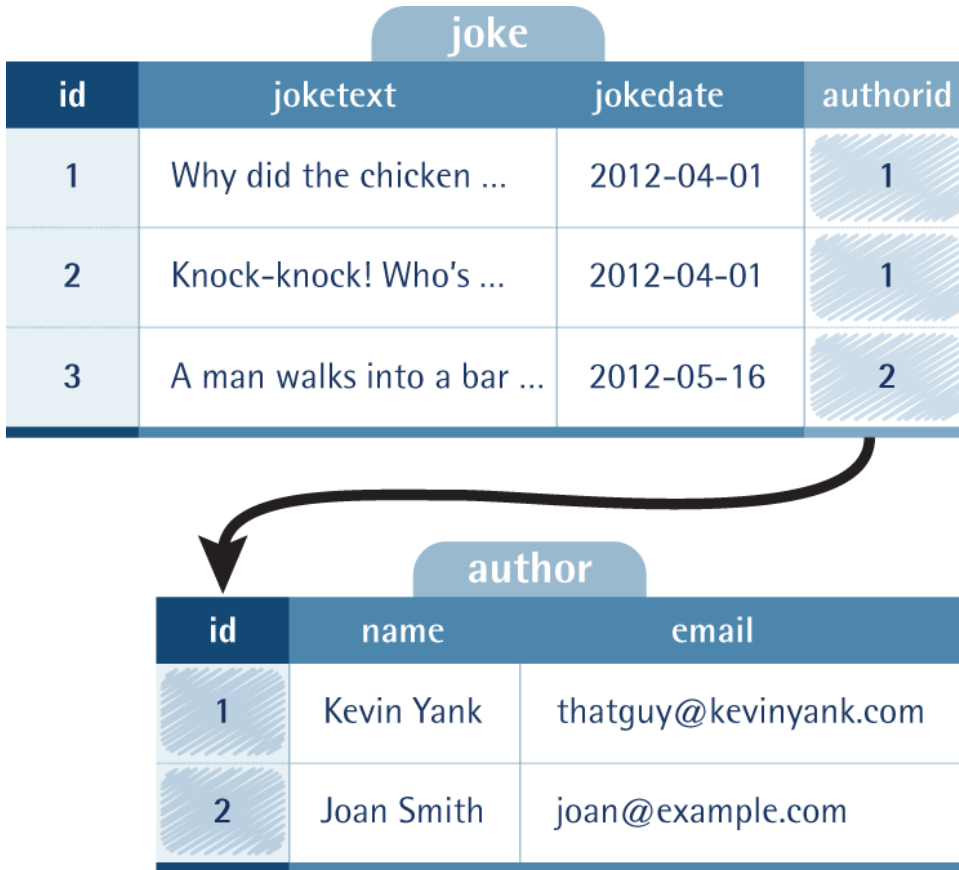 joke
id joketext jokedate authorid
1 Why did the chicken ... 2012-04-01 1
2 Knock-knock! Who's ... 2012-04-01 1
3 A man walks into a bar ... 2012-05-16 2
author
id name email
1 Kevin Yank thatguy@kevinyank.com
2 Joan Smith joan@example.com